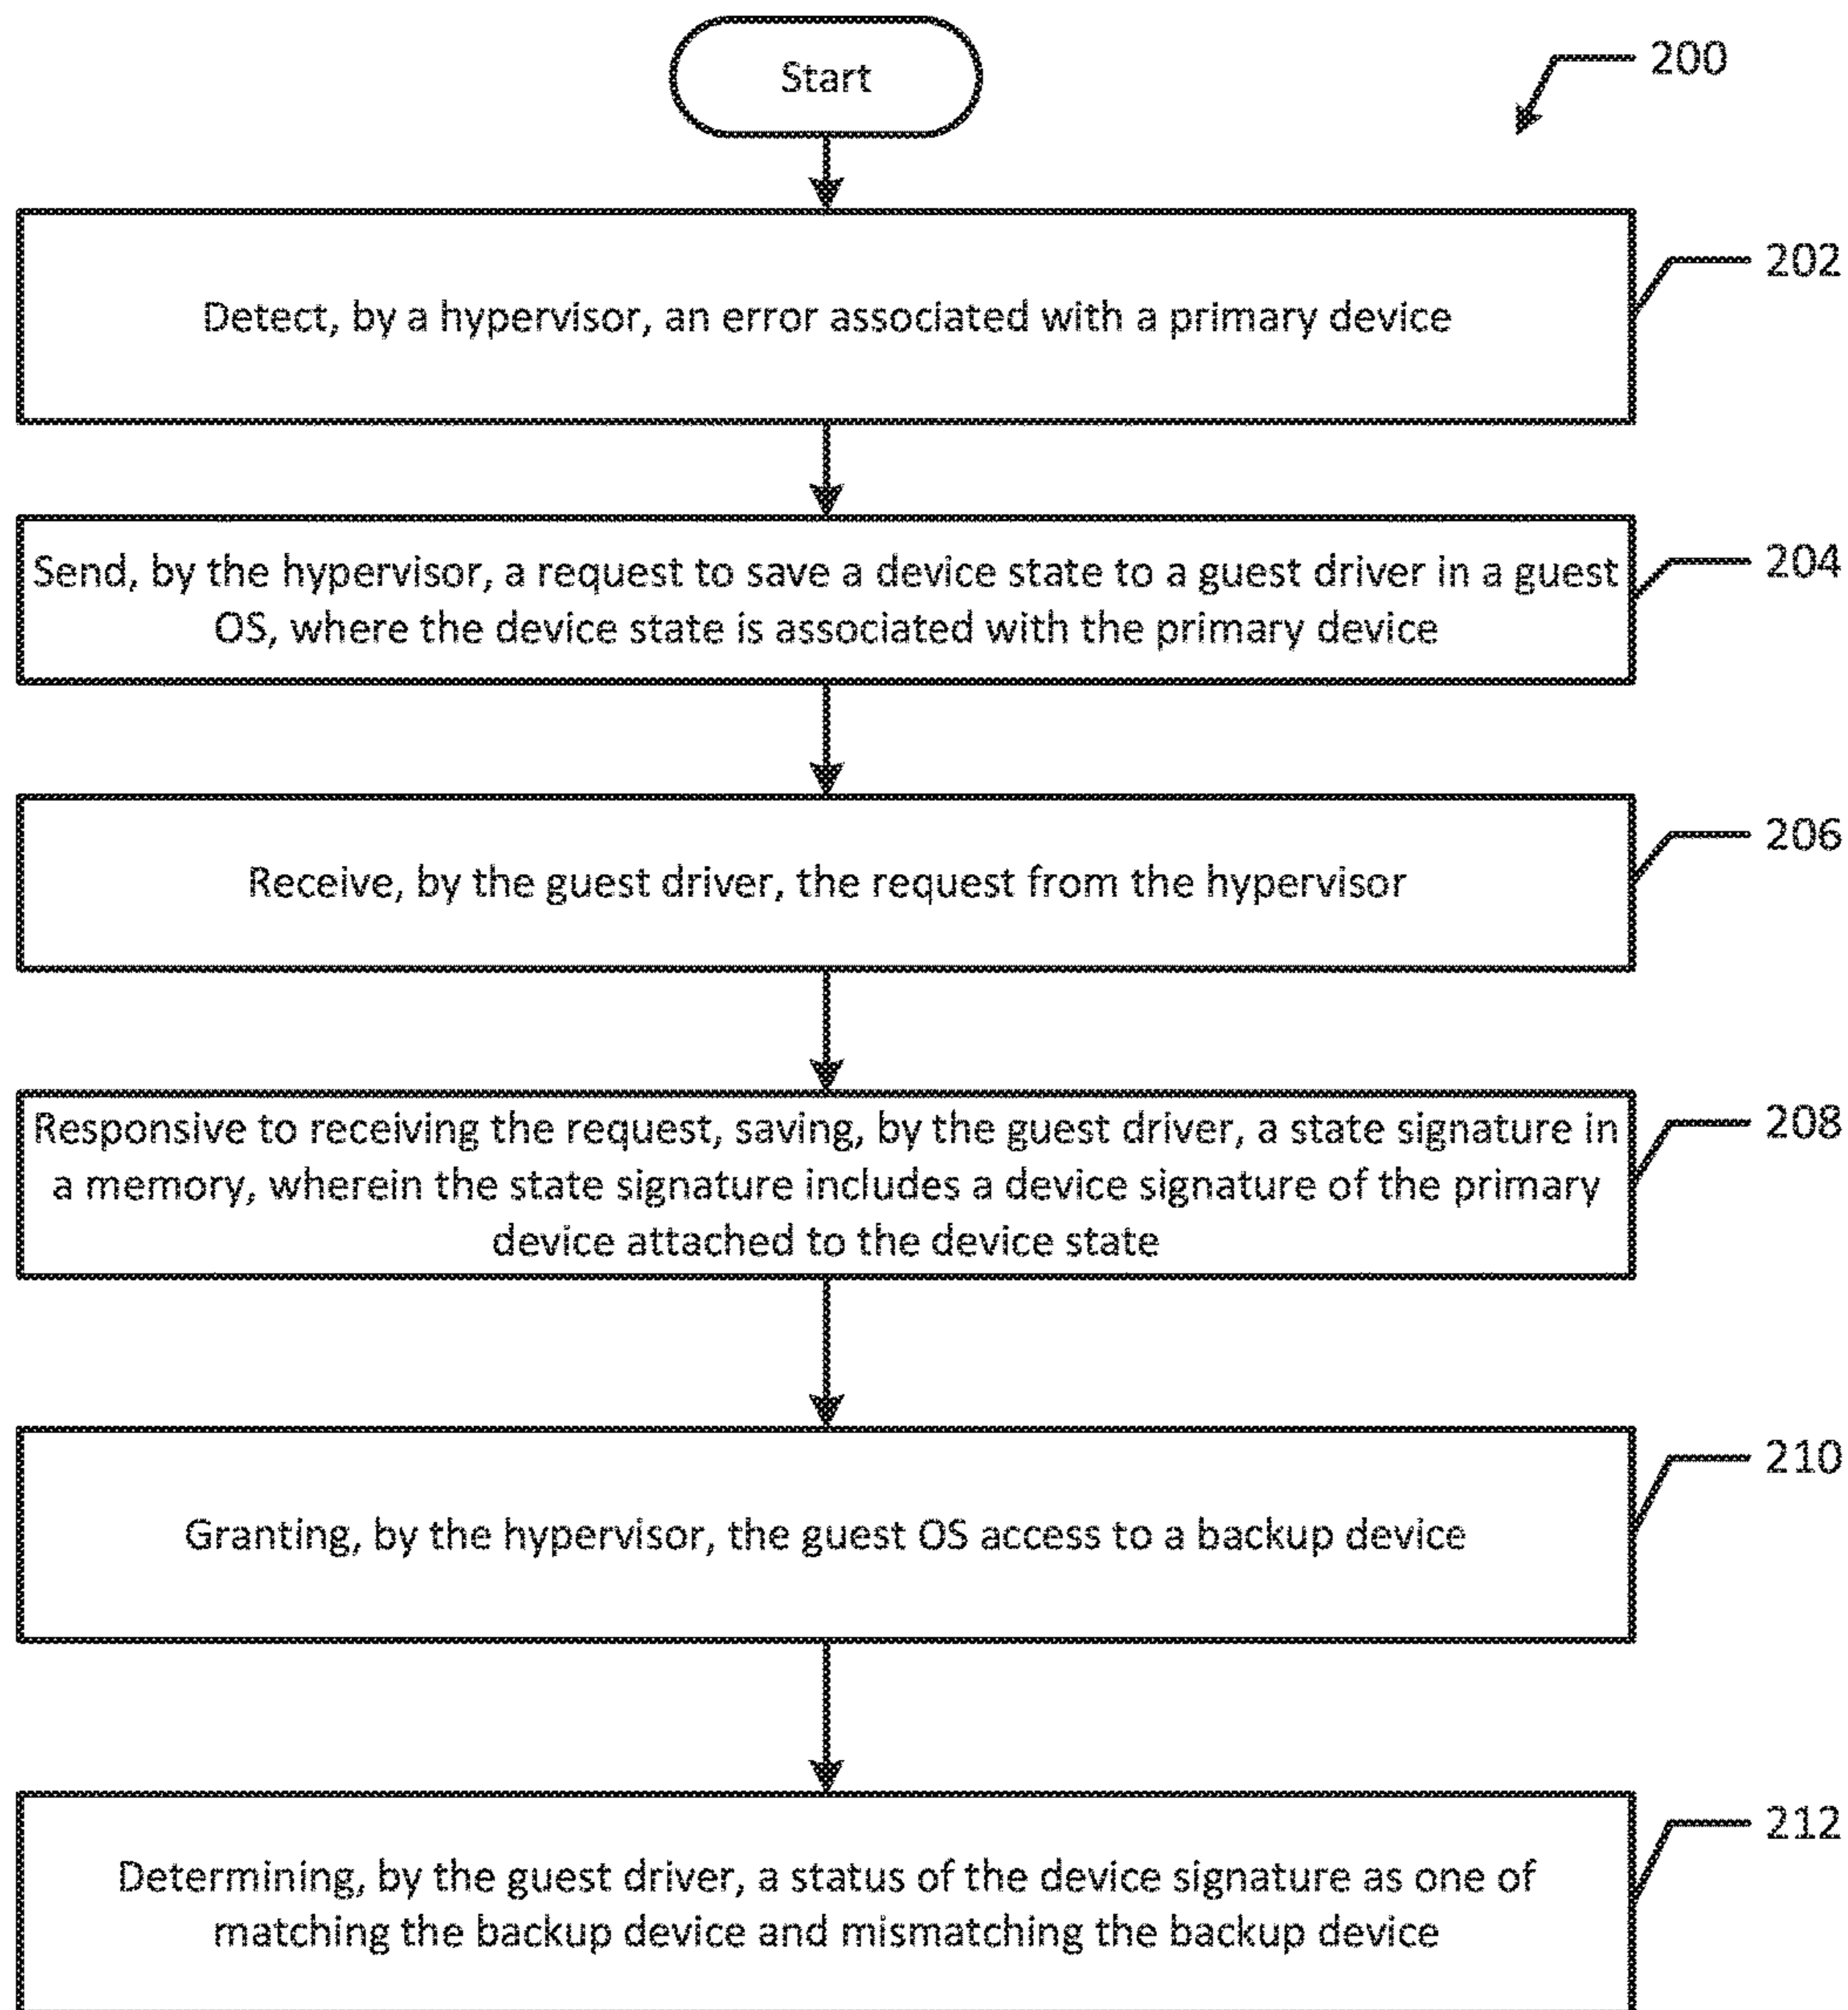 Start
200
202
Detect, by a hypervisor, an error associated with a primary device
204
Send, by the hypervisor, a request to save a device state to a guest driver in a guest
OS, where the device state is associated with the primary device
206
Receive, by the guest driver, the request from the hypervisor
208
Responsive to receiving the request, saving, by the guest driver, a state signature in
a memory, wherein the state signature includes a device signature of the primary
device attached to the device state
210
Granting, by the hypervisor, the guest OS access to a backup device
212
Determining, by the guest driver, a status of the device signature as one of
matching the backup device and mismatching the backup device